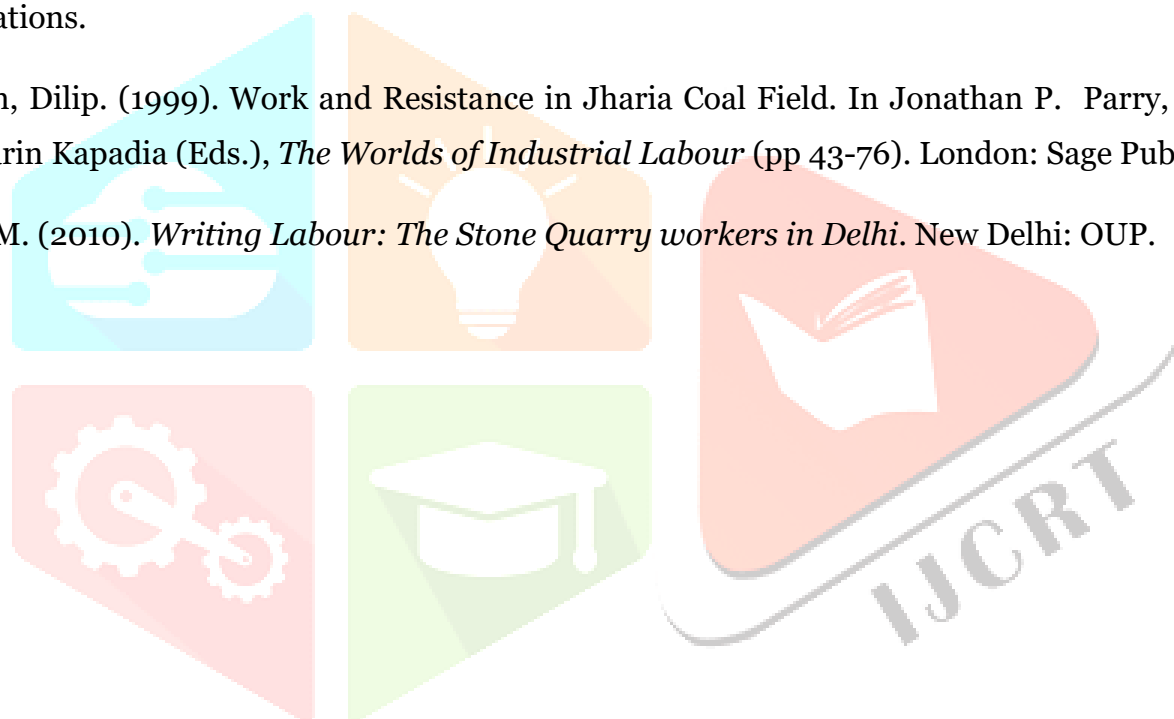 ations.
n, Dilip. (1999). Work and Resistance in Jharia Coal Field. In Jonathan P. Parry,
rin Kapadia (Eds.), The Worlds of Industrial Labour (pp 43-76). London: Sage Pub
M. (2010). Writing Labour: The Stone Quarry workers in Delhi. New Delhi: OUP.
IJCRT